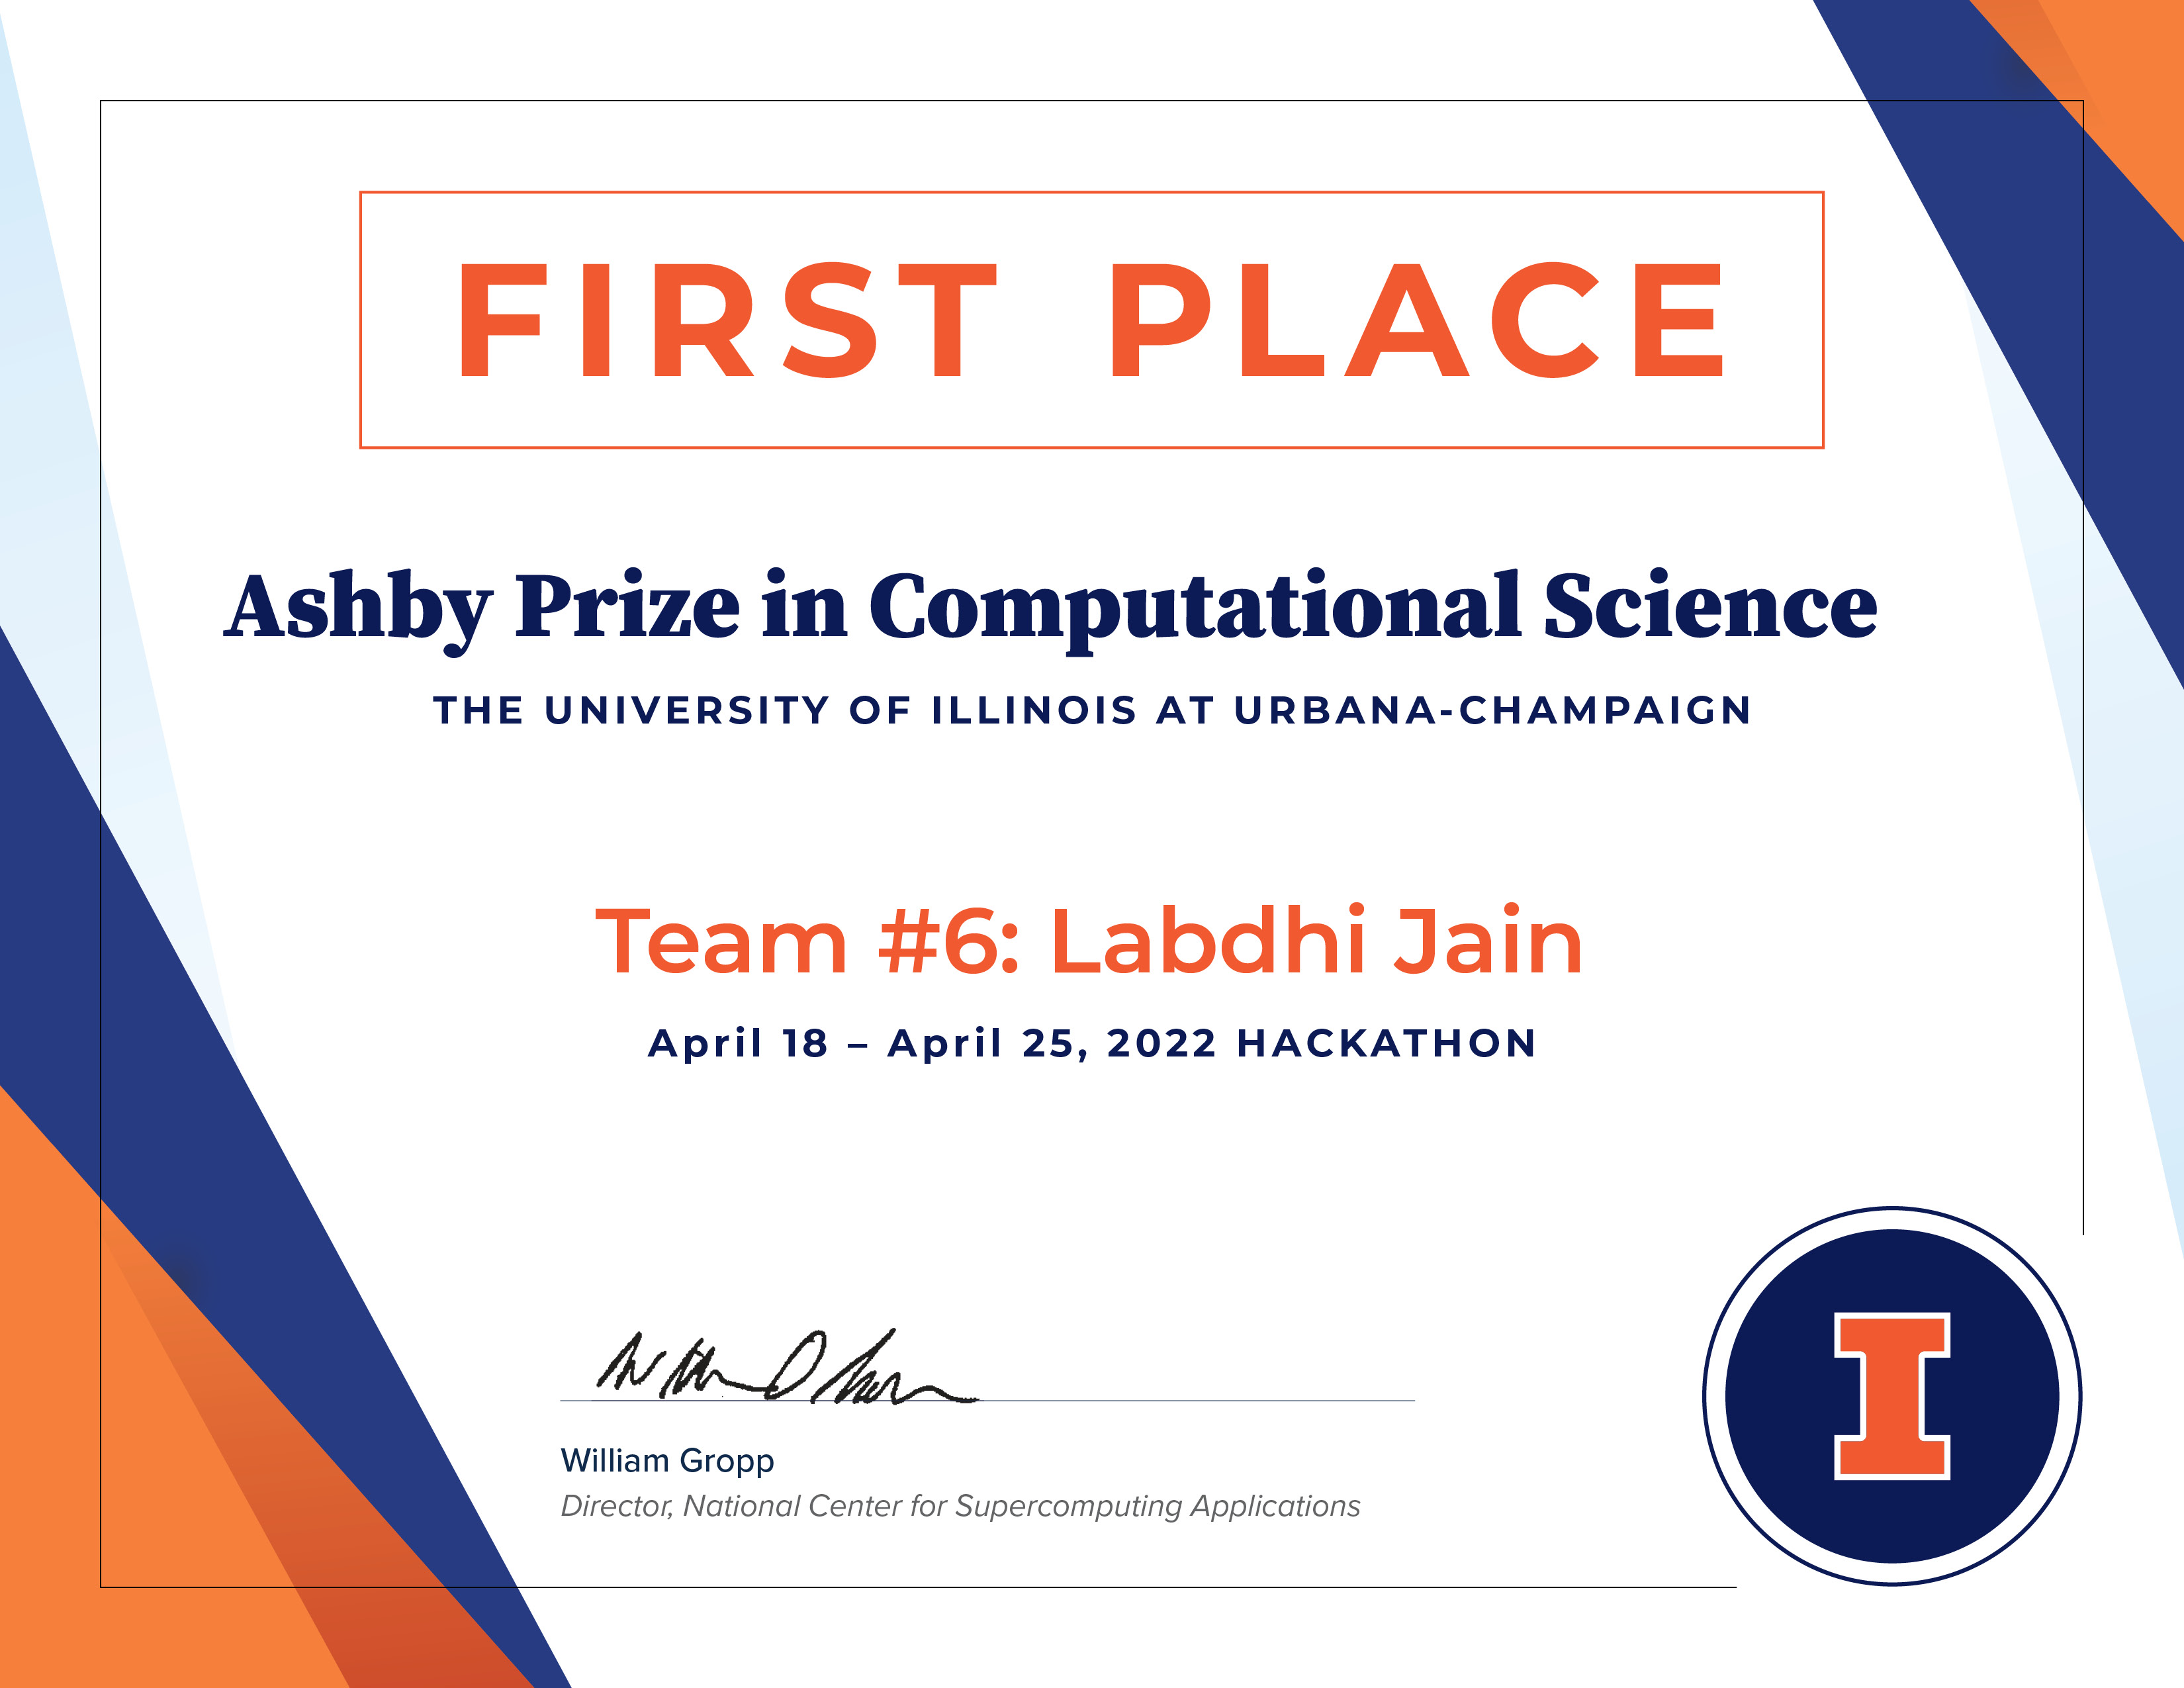 FIRST PLACE
Ashby Prize in Computational Science
THE UNIVERSITY OF ILLINOIS AT URBANA-CHAMPAIGN
Team #6: Labdhi Jain
April 18 – April 25, 2022 HACKATHON
William Gropp
Director, National Center for Supercomputing Applications
I